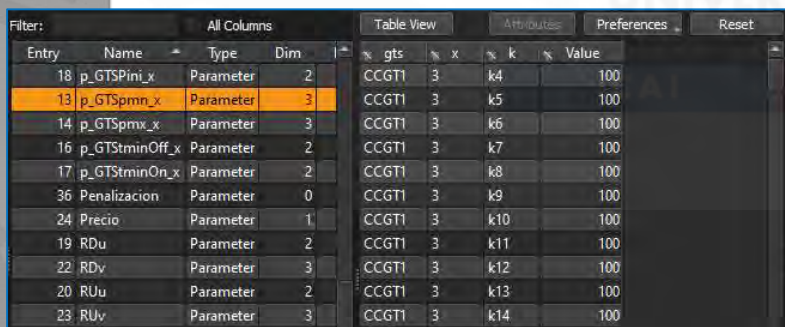 Filter: All Columns Table View Attributes Preferences Reset
Entry Name Type Dim gts x k Value
18 p_GTSPini_x Parameter 2 CCGT1 3 k4 100
13 p_GTSpmn_x Parameter 3 CCGT1 3 k5 100
14 p_GTSpmx_x Parameter 3 CCGT1 3 k6 100
16 p_GTStminOff_x Parameter 2 CCGT1 3 k7 100
17 p_GTStminOn_x Parameter 2 CCGT1 3 k8 100
36 Penalizacion Parameter 0 CCGT1 3 k9 100
24 Precio Parameter 1 CCGT1 3 k10 100
19 RDu Parameter 2 CCGT1 3 k11 100
22 RDv Parameter 3 CCGT1 3 k12 100
20 RUu Parameter 2 CCGT1 3 k13 100
23 RUv Parameter 3 CCGT1 3 k14 100